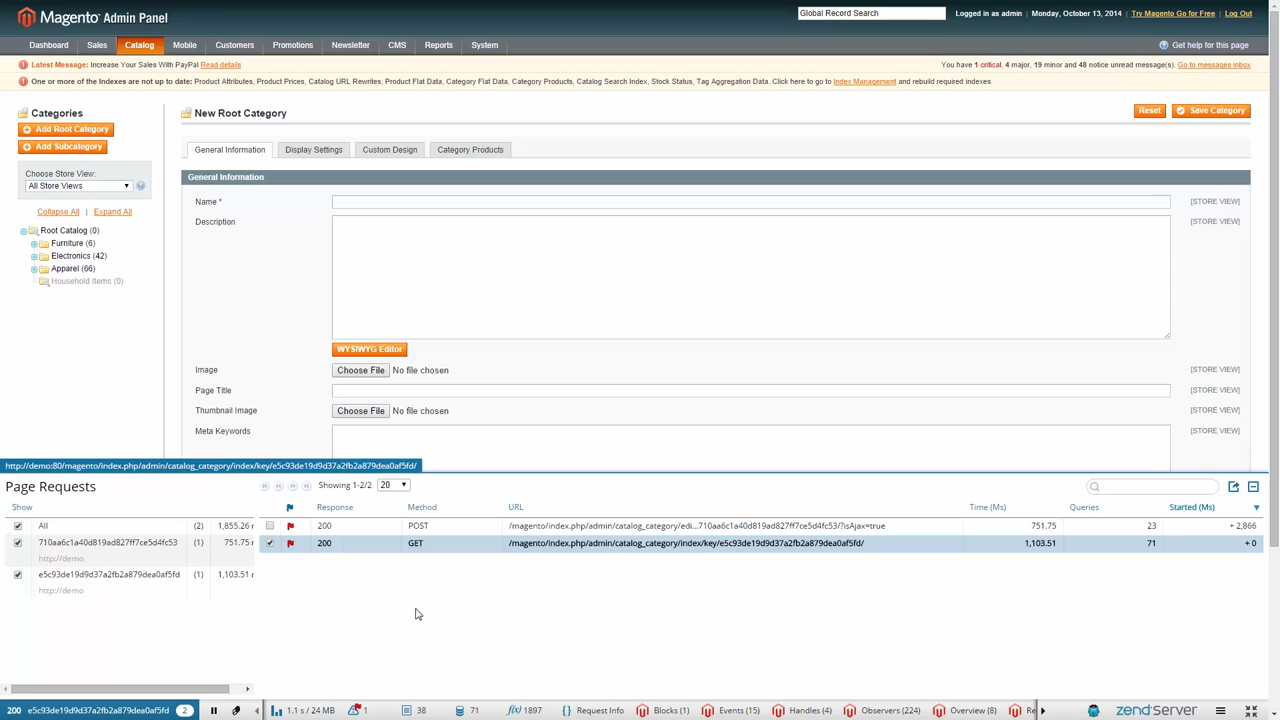 Magento® Admin Panel
Global Record Search
Logged in as admin | Monday, October 13, 2014 | Try Magento Go for Free | Log Out
Dashboard Sales Catalog Mobile Customers Promotions Newsletter CMS Reports System
Get help for this page
Latest Message: Increase Your Sales With PayPal Read details
You have 1 critical, 4 major, 19 minor and 48 notice unread message(s). Go to messages inbox
One or more of the Indexes are not up to date: Product Attributes, Product Prices, Catalog URL Rewrites, Product Flat Data, Category Flat Data, Category Products, Catalog Search Index, Stock Status, Tag Aggregation Data. Click here to go to Index Management and rebuild required indexes.
Categories
Add Root Category
Add Subcategory
Choose Store View:
All Store Views
Collapse All | Expand All
Root Catalog (0)
Furniture (6)
Electronics (42)
Apparel (66)
Household Items (0)
New Root Category
Reset Save Category
General Information Display Settings Custom Design Category Products
General Information
Name * [STORE VIEW]
Description [STORE VIEW]
WYSIWYG Editor
Image Choose File No file chosen [STORE VIEW]
Page Title [STORE VIEW]
Thumbnail Image Choose File No file chosen [STORE VIEW]
Meta Keywords [STORE VIEW]
http://demo:80/magento/index.php/admin/catalog_category/index/key/e5c93de19d9d37a2fb2a879dea0af5fd/
Page Requests
Showing 1-2/2 20
Show
All (2) 1,855.26 m
710aa6c1a40d819ad827ff7ce5d4fc53 (1) 751.75 m
http://demo
e5c93de19d9d37a2fb2a879dea0af5fd (1) 1,103.51 m
http://demo
Response Method URL Time (Ms) Queries Started (Ms)
200 POST /magento/index.php/admin/catalog_category/edi...710aa6c1a40d819ad827ff7ce5d4fc53/?isAjax=true 751.75 23 + 2,866
200 GET /magento/index.php/admin/catalog_category/index/key/e5c93de19d9d37a2fb2a879dea0af5fd/ 1,103.51 71 + 0
200 e5c93de19d9d37a2fb2a879dea0af5fd 2 1.1 s / 24 MB 1 38 71 f(x) 1897 {} Request Info Blocks (1) Events (15) Handles (4) Observers (224) Overview (8) Re zendServer